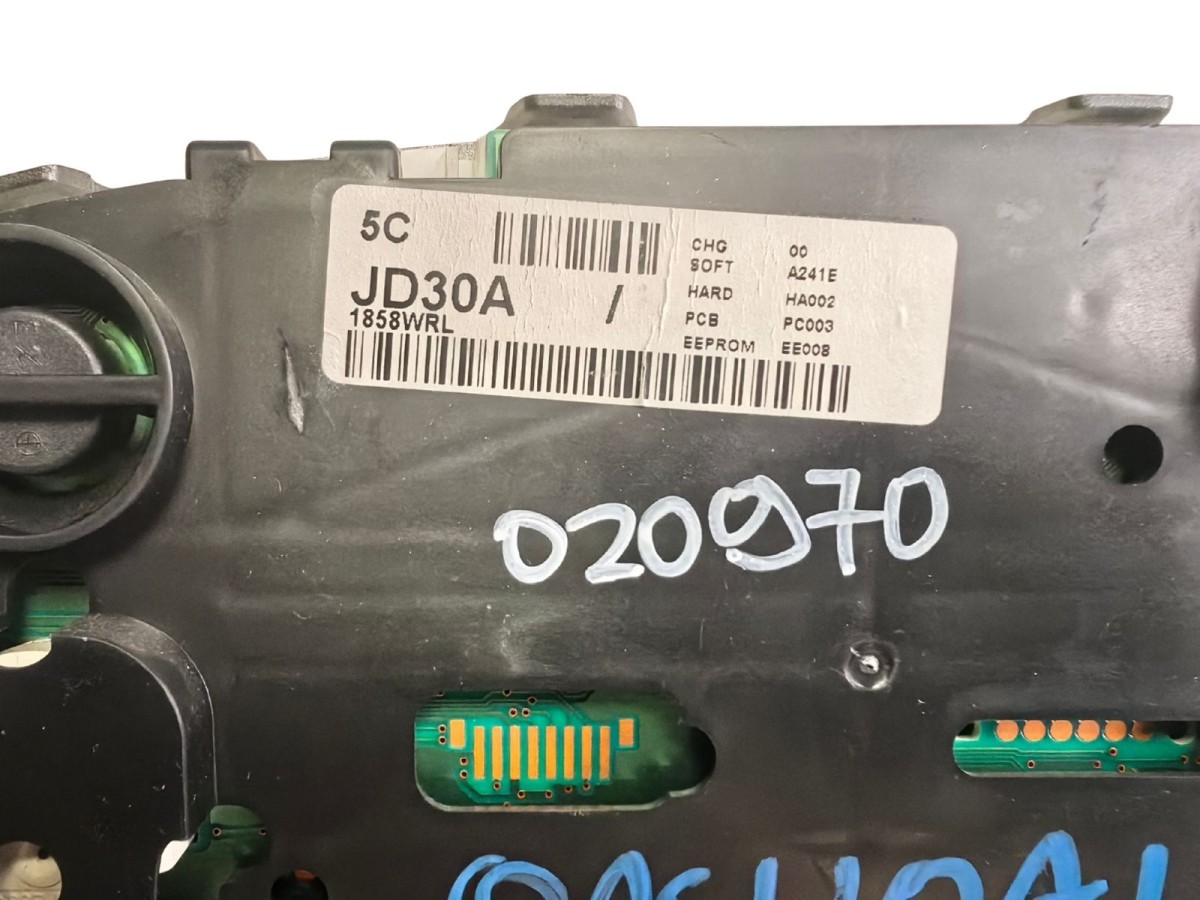 5C
JD30A /
1858WRL
CHG 00
SOFT A241E
HARD HA002
PCB PC003
EEPROM EE008
020970